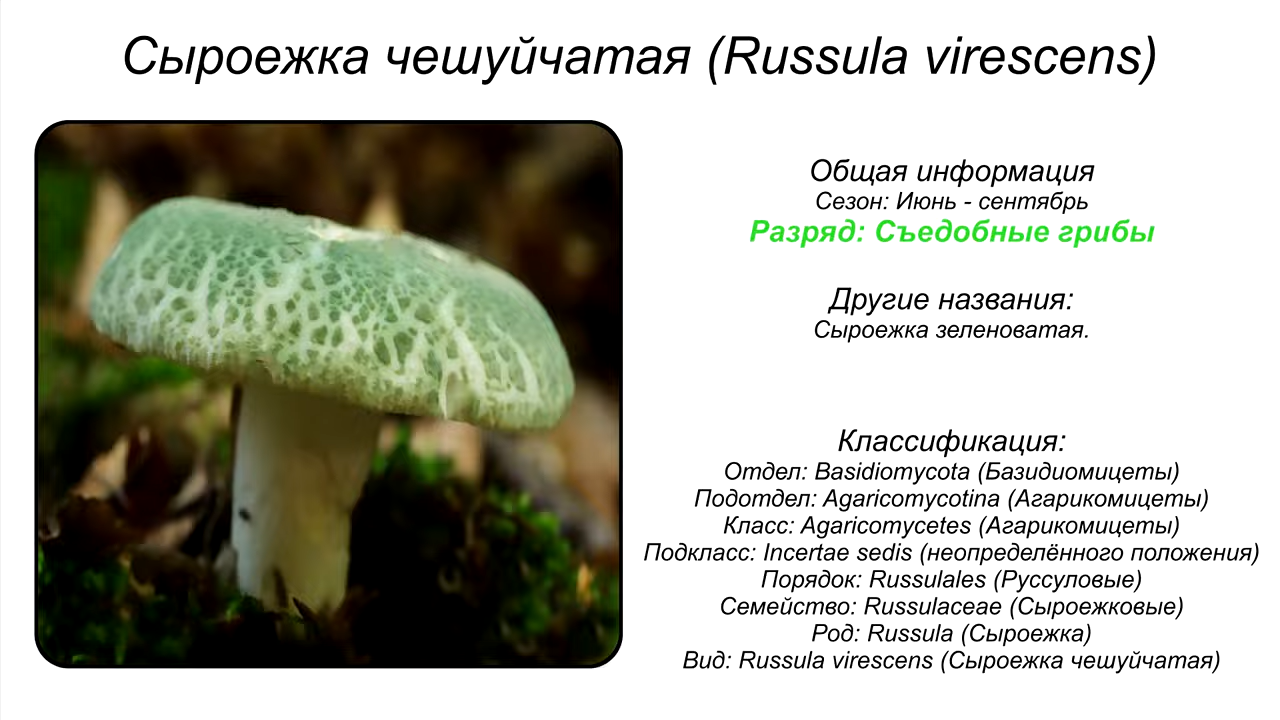 Сыроежка чешуйчатая (Russula virescens)
Общая информация
Сезон: Июнь - сентябрь
Разряд: Съедобные грибы
Другие названия:
Сыроежка зеленоватая.
Классификация:
Отдел: Basidiomycota (Базидиомицеты)
Подотдел: Agaricomycotina (Агарикомицеты)
Класс: Agaricomycetes (Агарикомицеты)
Подкласс: Incertae sedis (неопределённого положения)
Порядок: Russulales (Руссуловые)
Семейство: Russulaceae (Сыроежковые)
Род: Russula (Сыроежка)
Вид: Russula virescens (Сыроежка чешуйчатая)